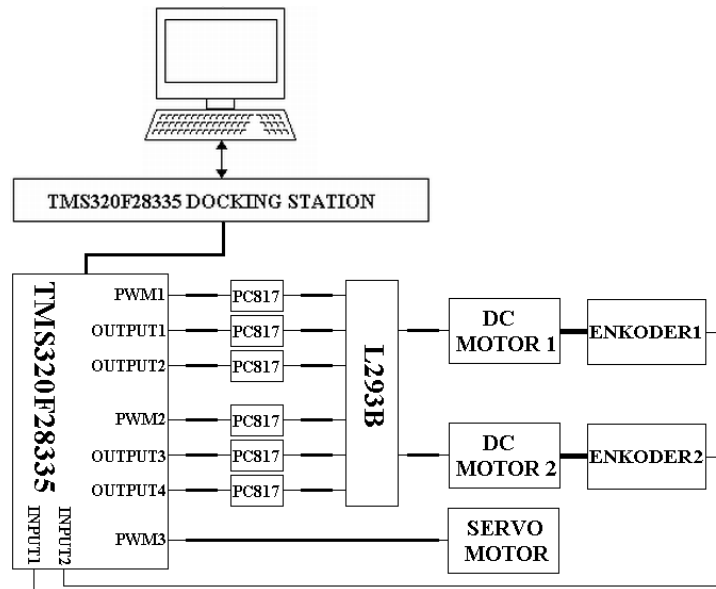 TMS320F28335 DOCKING STATION
TMS320F28335
PWM1
PC817
OUTPUT1
PC817
OUTPUT2
PC817
PWM2
PC817
OUTPUT3
PC817
OUTPUT4
PC817
PWM3
INPUT1
INPUT2
L293B
DC
MOTOR 1
ENKODER1
DC
MOTOR 2
ENKODER2
SERVO
MOTOR